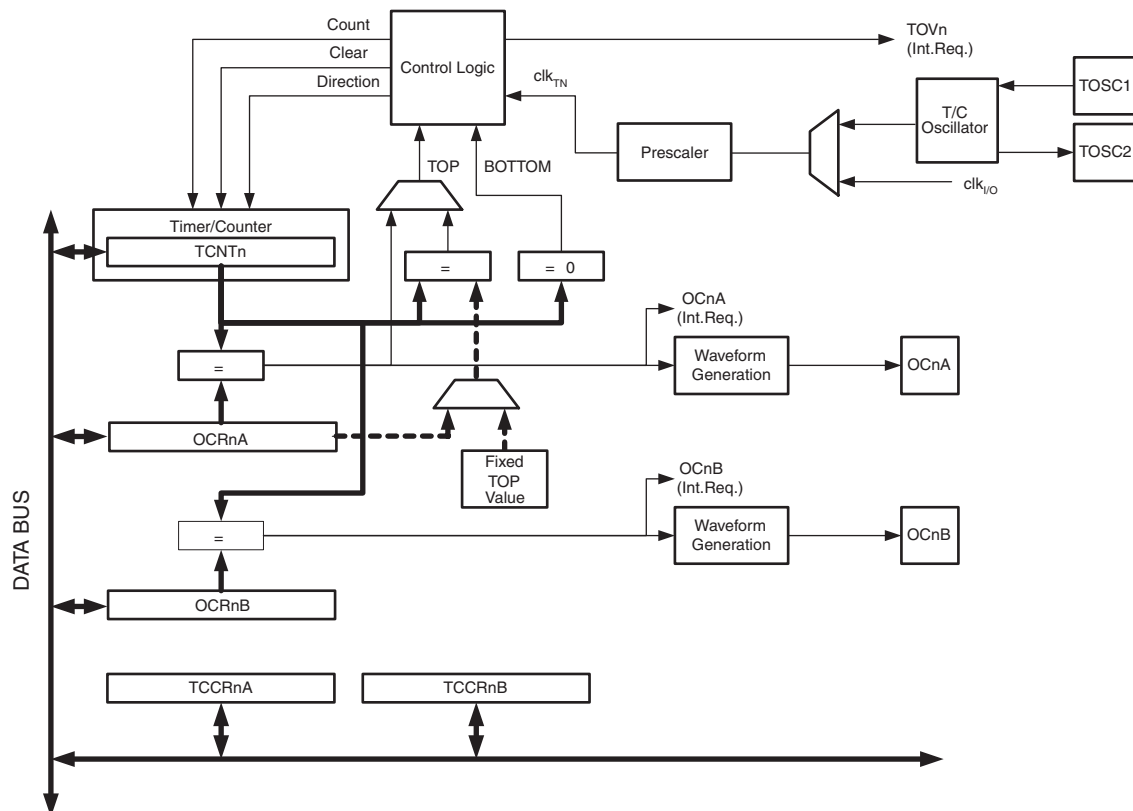 Count
Clear
Direction
Control Logic
TOVn
(Int.Req.)
clkTN
TOSC1
T/C
Oscillator
Prescaler
TOSC2
TOP
BOTTOM
clkI/O
Timer/Counter
TCNTn
=
= 0
OCnA
(Int.Req.)
=
Waveform
Generation
OCnA
OCRnA
Fixed
TOP
Value
OCnB
(Int.Req.)
=
Waveform
Generation
OCnB
DATA BUS
OCRnB
TCCRnA
TCCRnB